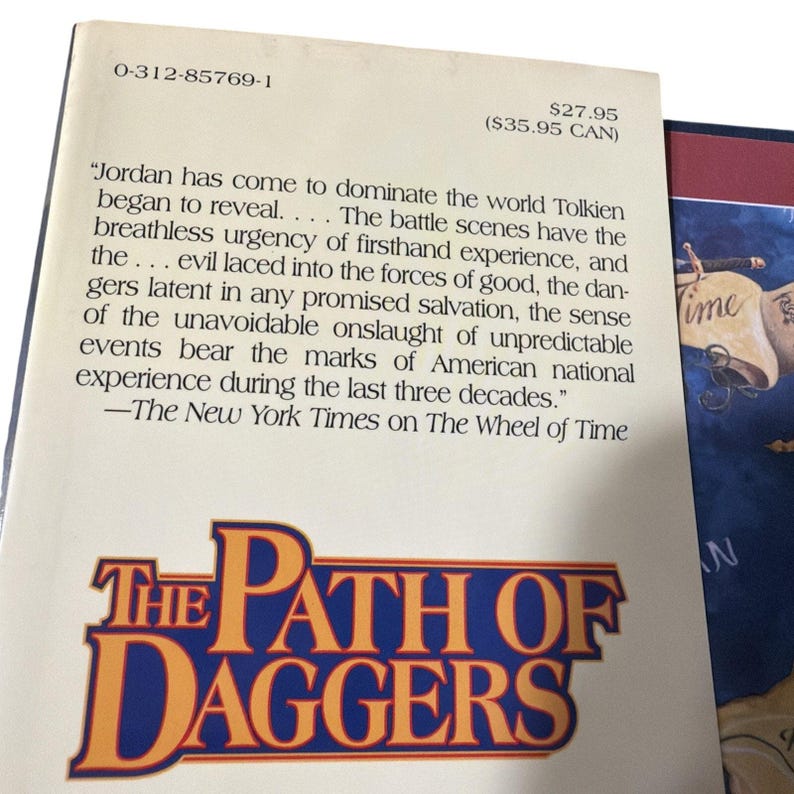 0-312-85769-1
$27.95
($35.95 CAN)
“Jordan has come to dominate the world Tolkien
began to reveal. . . . The battle scenes have the
breathless urgency of firsthand experience, and
the . . . evil laced into the forces of good, the dan-
gers latent in any promised salvation, the sense
of the unavoidable onslaught of unpredictable
events bear the marks of American national
experience during the last three decades.”
—The New York Times on The Wheel of Time
THE PATH OF
DAGGERS
Time